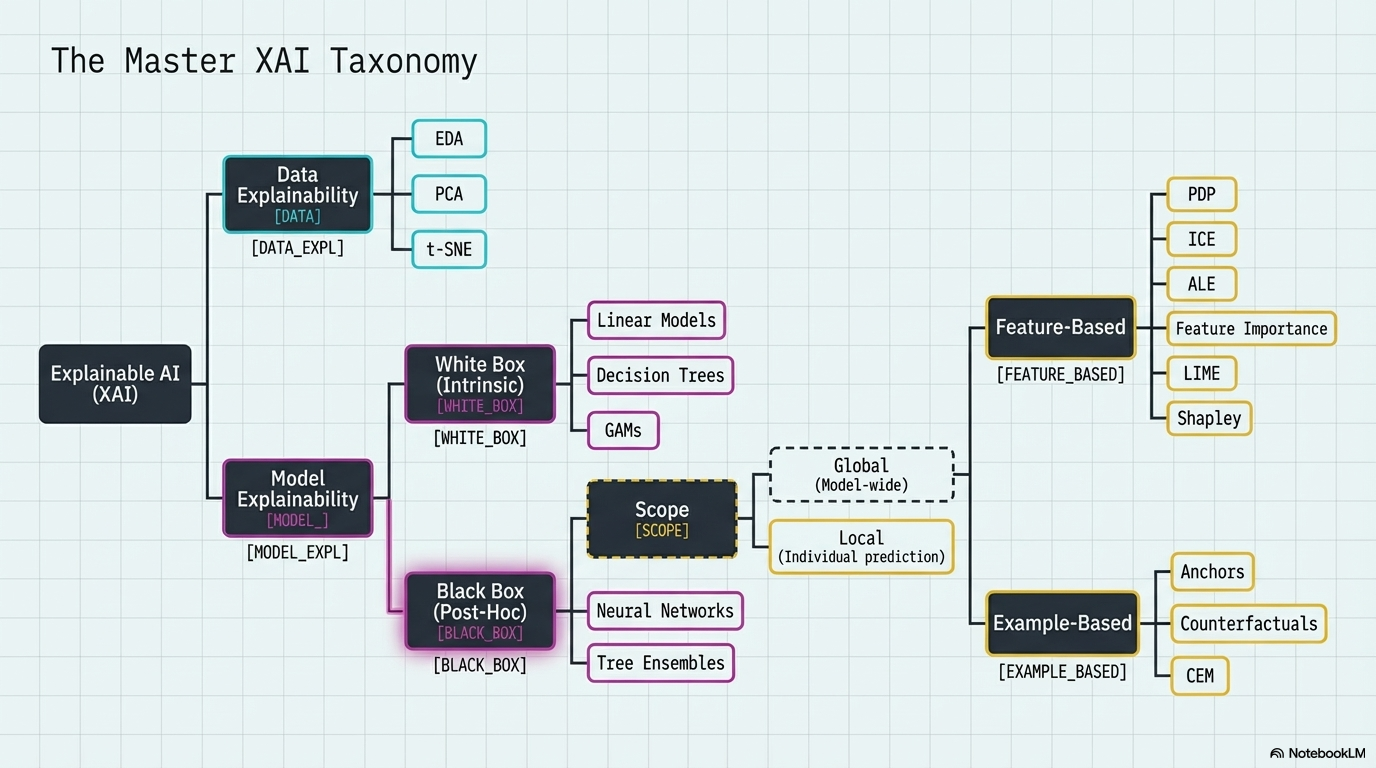 The Master XAI Taxonomy
Explainable AI
(XAI)
Data
Explainability
[DATA]
[DATA_EXPL]
EDA
PCA
t-SNE
Model
Explainability
[MODEL_]
[MODEL_EXPL]
White Box
(Intrinsic)
[WHITE_BOX]
[WHITE_BOX]
Linear Models
Decision Trees
GAMs
Black Box
(Post-Hoc)
[BLACK_BOX]
[BLACK_BOX]
Scope
[SCOPE]
Neural Networks
Tree Ensembles
Global
(Model-wide)
Local
(Individual prediction)
Feature-Based
[FEATURE_BASED]
PDP
ICE
ALE
Feature Importance
LIME
Shapley
Example-Based
[EXAMPLE_BASED]
Anchors
Counterfactuals
CEM
NotebookLM